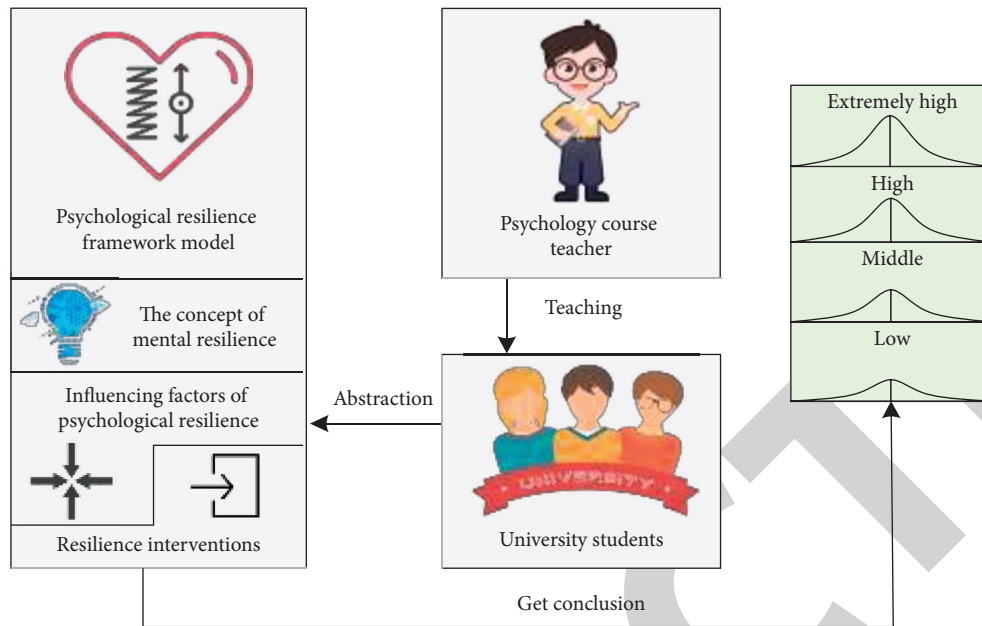 Psychological resilience
framework model
The concept of
mental resilience
Influencing factors of
psychological resilience
Resilience interventions
Psychology course
teacher
Teaching
Abstraction
UNIVERSITY
University students
Get conclusion
Extremely high
High
Middle
Low